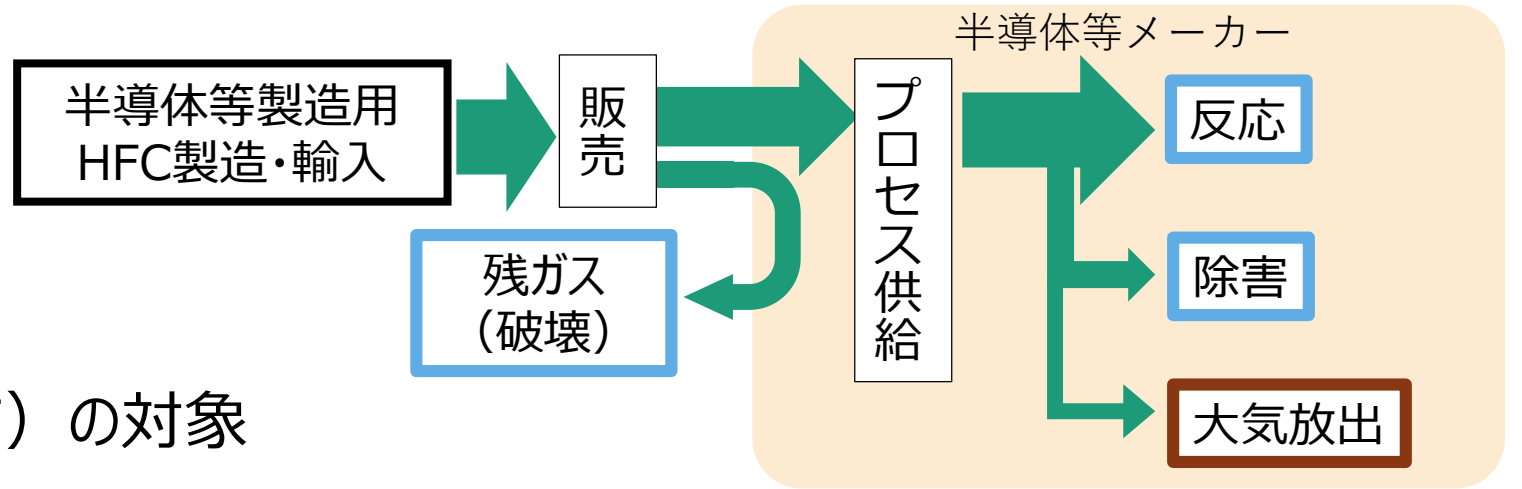 半導体等メーカー
半導体等製造用
HFC製造・輸入
販売
プロセス供給
反応
残ガス
（破壊）
除害
大気放出
）の対象